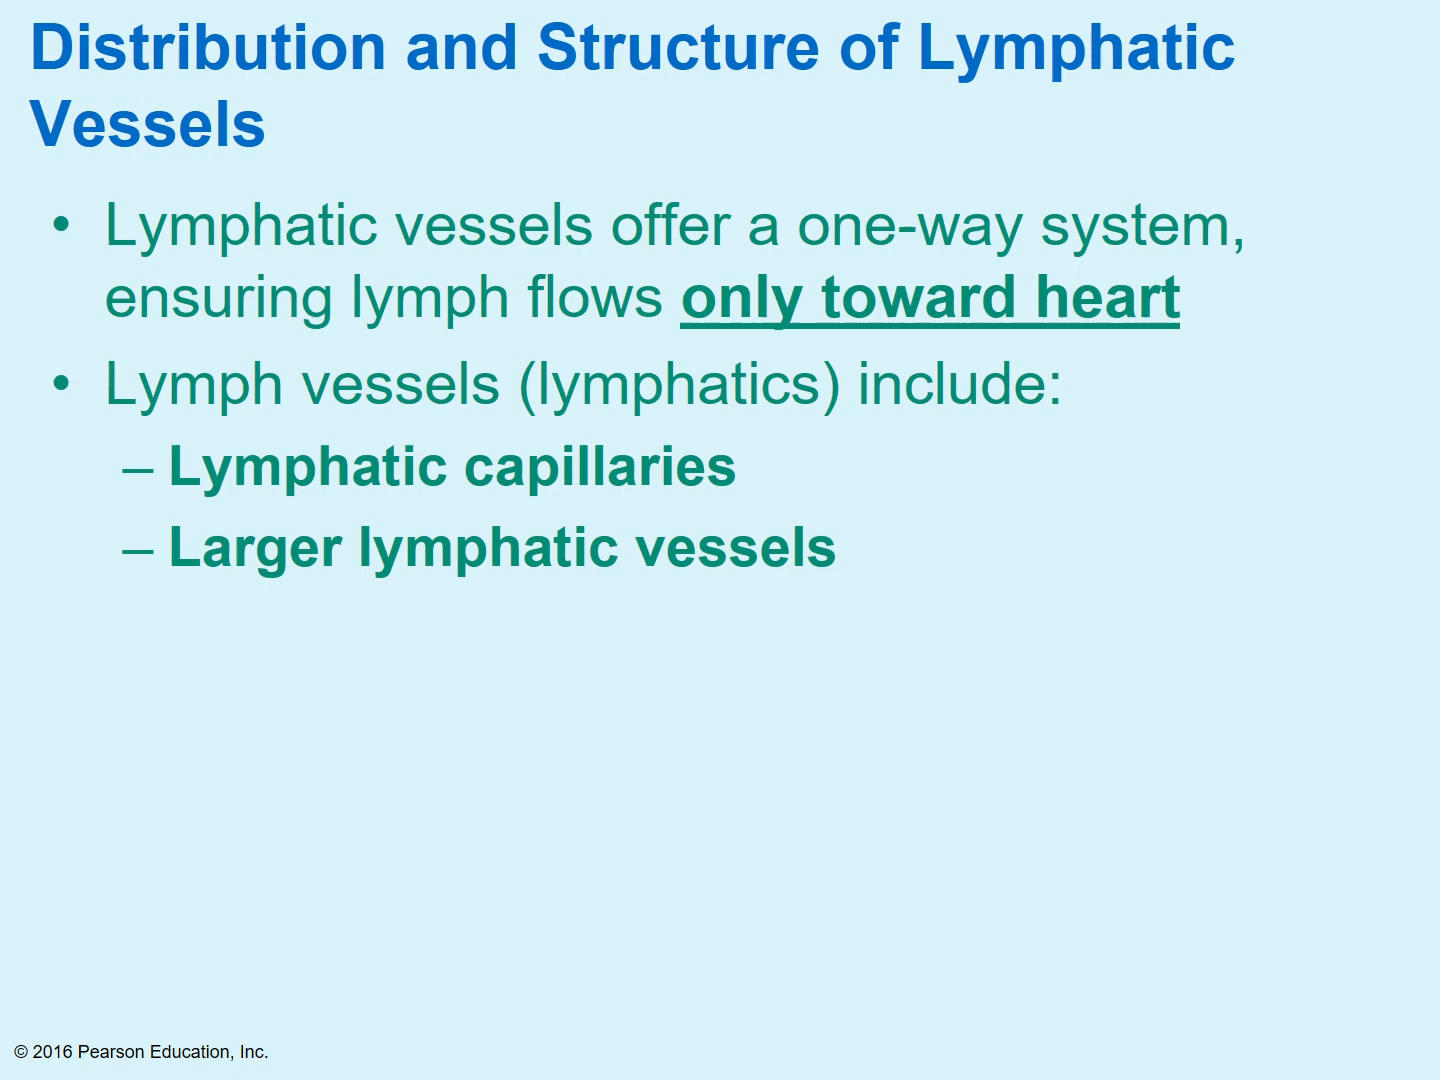 Distribution and Structure of Lymphatic
Vessels
• Lymphatic vessels offer a one-way system,
ensuring lymph flows only toward heart
• Lymph vessels (lymphatics) include:
– Lymphatic capillaries
– Larger lymphatic vessels
© 2016 Pearson Education, Inc.